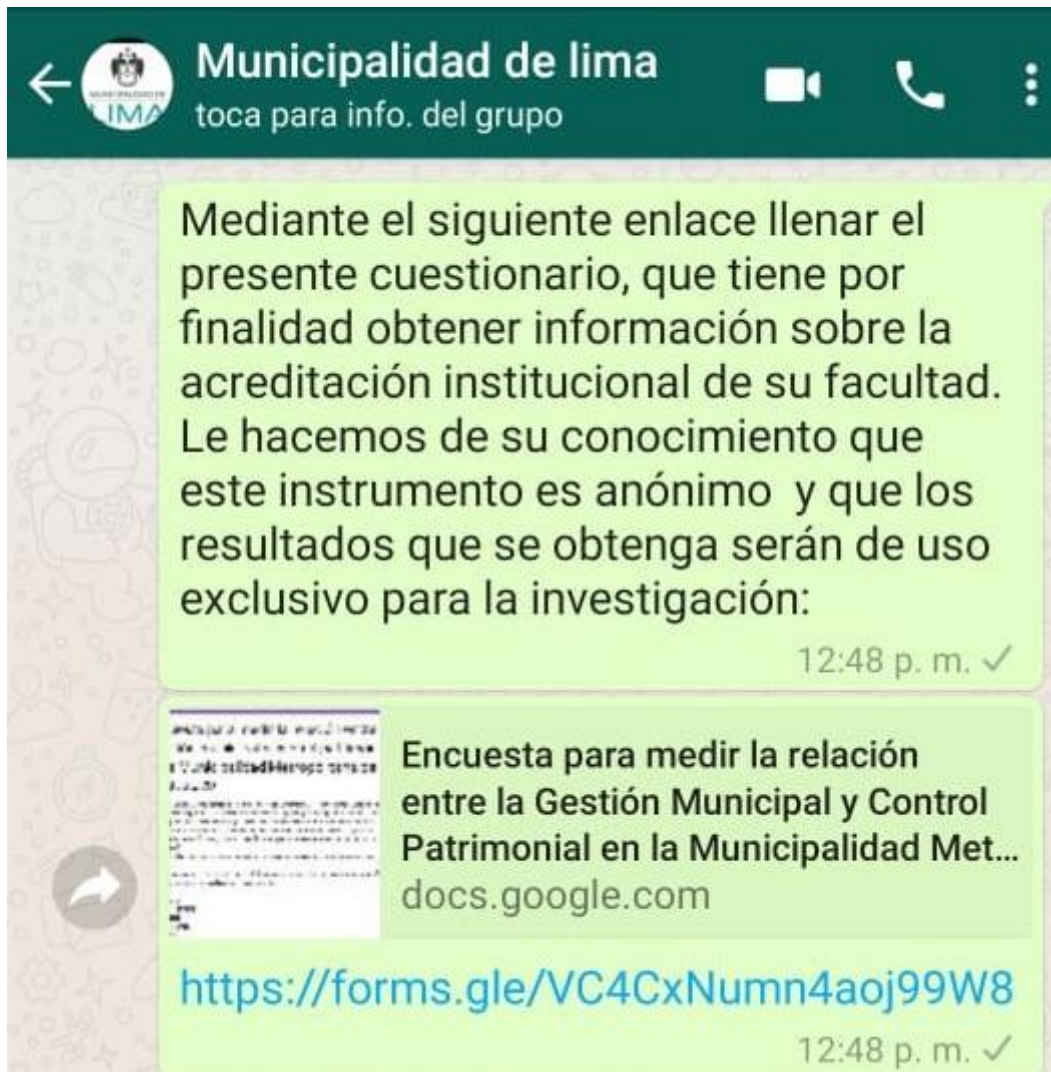 Municipalidad de lima
LIMA
toca para info. del grupo
Mediante el siguiente enlace llenar el
presente cuestionario, que tiene por
finalidad obtener información sobre la
acreditación institucional de su facultad.
Le hacemos de su conocimiento que
este instrumento es anónimo y que los
resultados que se obtenga serán de uso
exclusivo para la investigación:
12:48 p. m.
Encuesta para medir la relación
entre la Gestión Municipal y Control
Patrimonial en la Municipalidad Met...
docs.google.com
https://forms.gle/VC4CxNumn4aoj99W8
12:48 p. m.